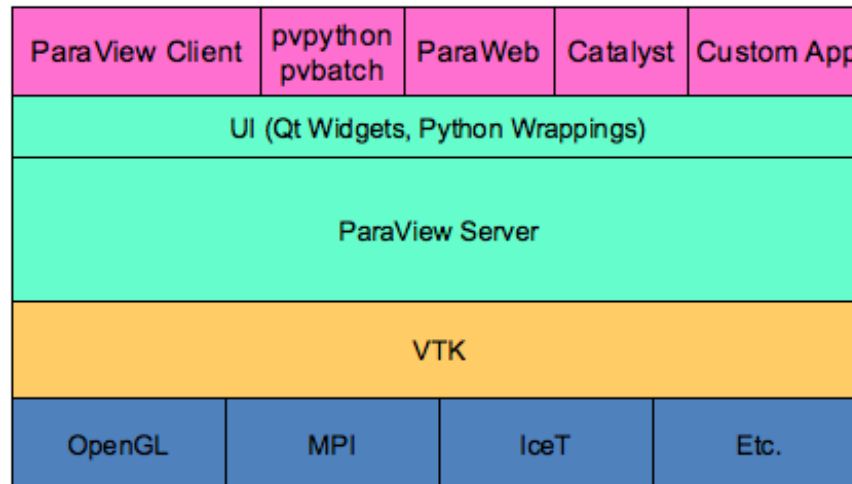 ParaView Client
pvpython
pvbatch
ParaWeb
Catalyst
Custom App
UI (Qt Widgets, Python Wrappings)
ParaView Server
VTK
OpenGL
MPI
IceT
Etc.